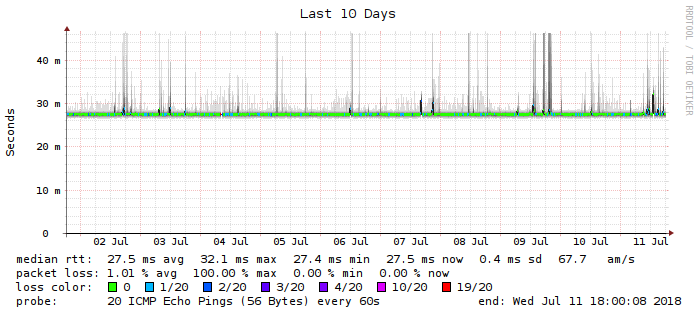 Last 10 Days
RRDTOOL / TOBI OETIKER
Seconds
40 m
30 m
20 m
10 m
0
02 Jul 03 Jul 04 Jul 05 Jul 06 Jul 07 Jul 08 Jul 09 Jul 10 Jul 11 Jul
median rtt: 27.5 ms avg 32.1 ms max 27.4 ms min 27.5 ms now 0.4 ms sd 67.7 am/s
packet loss: 1.01 % avg 100.00 % max 0.00 % min 0.00 % now
loss color: 0 1/20 2/20 3/20 4/20 10/20 19/20
probe: 20 ICMP Echo Pings (56 Bytes) every 60s end: Wed Jul 11 18:00:08 2018